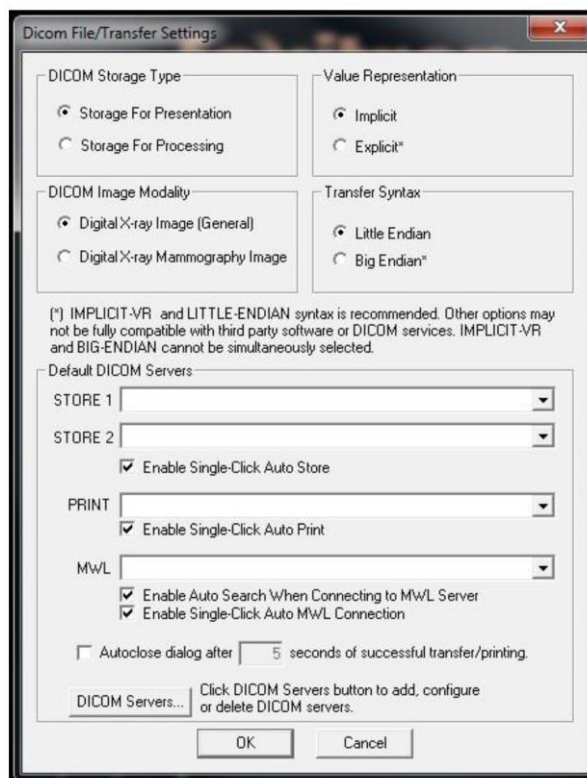 Dicom File/Transfer Settings
DICOM Storage Type
Storage For Presentation
Storage For Processing
Value Representation
Implicit
Explicit*
DICOM Image Modality
Digital X-ray Image (General)
Digital X-ray Mammography Image
Transfer Syntax
Little Endian
Big Endian*
(*) IMPLICIT-VR and LITTLE-ENDIAN syntax is recommended. Other options may
not be fully compatible with third party software or DICOM services. IMPLICIT-VR
and BIG-ENDIAN cannot be simultaneously selected.
Default DICOM Servers
STORE 1
STORE 2
Enable Single-Click Auto Store
PRINT
Enable Single-Click Auto Print
MWL
Enable Auto Search When Connecting to MWL Server
Enable Single-Click Auto MWL Connection
Autoclose dialog after 5 seconds of successful transfer/printing.
DICOM Servers...
Click DICOM Servers button to add, configure
or delete DICOM servers.
OK
Cancel